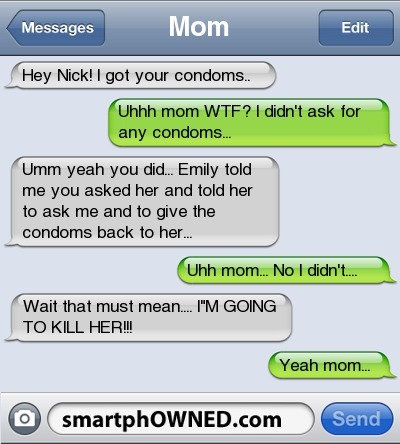 Messages
Mom
Edit
Hey Nick! I got your condoms..
Uhhh mom WTF? I didn't ask for
any condoms...
Umm yeah you did... Emily told
me you asked her and told her
to ask me and to give the
condoms back to her...
Uhh mom... No I didn't....
Wait that must mean.... I"M GOING
TO KILL HER!!!
Yeah mom...
smartphOWNED.com
Send